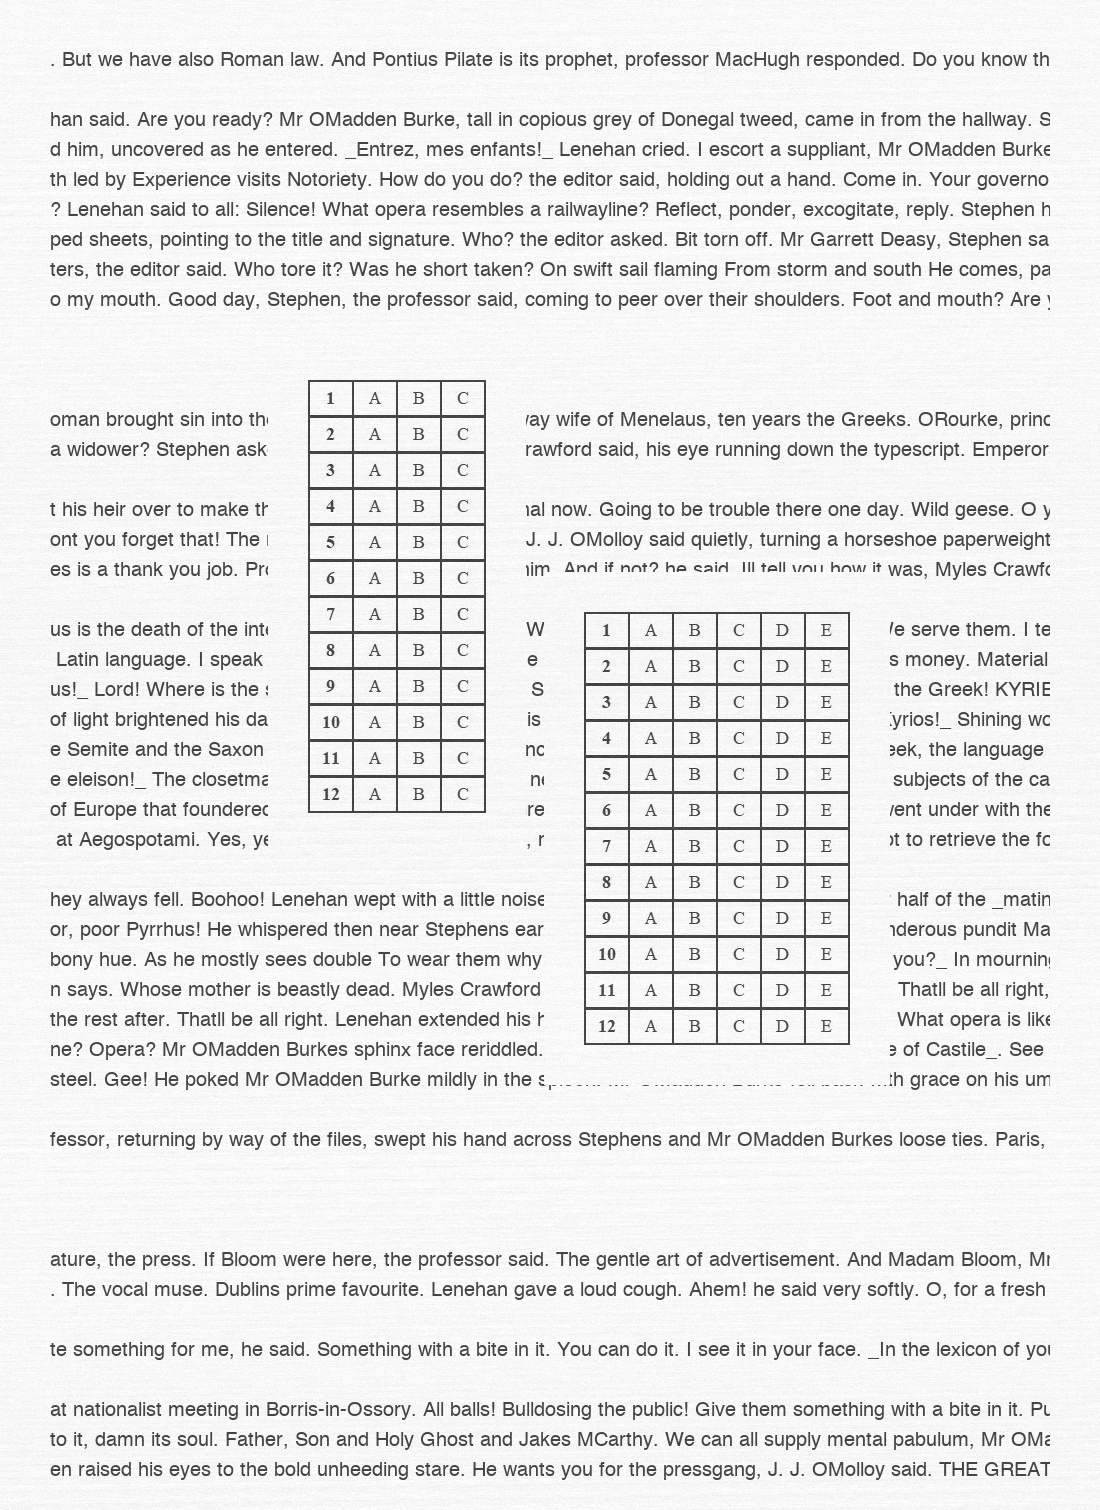 . But we have also Roman law. And Pontius Pilate is its prophet, professor MacHugh responded. Do you know th
han said. Are you ready? Mr OMadden Burke, tall in copious grey of Donegal tweed, came in from the hallway. S
d him, uncovered as he entered. _Entrez, mes enfants!_ Lenehan cried. I escort a suppliant, Mr OMadden Burke
th led by Experience visits Notoriety. How do you do? the editor said, holding out a hand. Come in. Your governo
? Lenehan said to all: Silence! What opera resembles a railwayline? Reflect, ponder, excogitate, reply. Stephen h
ped sheets, pointing to the title and signature. Who? the editor asked. Bit torn off. Mr Garrett Deasy, Stephen sa
ters, the editor said. Who tore it? Was he short taken? On swift sail flaming From storm and south He comes, pa
o my mouth. Good day, Stephen, the professor said, coming to peer over their shoulders. Foot and mouth? Are
oman brought sin into the
a widower? Stephen ask
t his heir over to make th
ont you forget that! The
es is a thank you job. Pro
us is the death of the inte
Latin language. I speak
us!_ Lord! Where is the s
of light brightened his da
e Semite and the Saxon
e eleison!_ The closetma
of Europe that foundered
at Aegospotami. Yes, ye
1 A B C
2 A B C
3 A B C
4 A B C
5 A B C
6 A B C
7 A B C
8 A B C
9 A B C
10 A B C
11 A B C
12 A B C
way wife of Menelaus, ten years the Greeks. ORourke, princ
rawford said, his eye running down the typescript. Emperor
nal now. Going to be trouble there one day. Wild geese. O y
J. J. OMolloy said quietly, turning a horseshoe paperweight
him. And if not? he said. Ill tell you how it was, Myles Crawfo
W
e
S
is
nc
ne
re
, r
1 A B C D E
2 A B C D E
3 A B C D E
4 A B C D E
5 A B C D E
6 A B C D E
7 A B C D E
8 A B C D E
9 A B C D E
10 A B C D E
11 A B C D E
12 A B C D E
We serve them. I te
s money. Material
the Greek! KYRIE
Kyrios!_ Shining wo
eek, the language
subjects of the ca
went under with the
ot to retrieve the fo
hey always fell. Boohoo! Lenehan wept with a little noise
half of the _matin
or, poor Pyrrhus! He whispered then near Stephens ear
nderous pundit Ma
bony hue. As he mostly sees double To wear them why
you?_ In mourning
n says. Whose mother is beastly dead. Myles Crawford
Thatll be all right,
the rest after. Thatll be all right. Lenehan extended his h
What opera is like
ne? Opera? Mr OMadden Burkes sphinx face reriddled.
e of Castile_. See
steel. Gee! He poked Mr OMadden Burke mildly in the spleen. Mr OMadden Burke fell back with grace on his um
fessor, returning by way of the files, swept his hand across Stephens and Mr OMadden Burkes loose ties. Paris,
ature, the press. If Bloom were here, the professor said. The gentle art of advertisement. And Madam Bloom, Mr
. The vocal muse. Dublins prime favourite. Lenehan gave a loud cough. Ahem! he said very softly. O, for a fresh
te something for me, he said. Something with a bite in it. You can do it. I see it in your face. _In the lexicon of you
at nationalist meeting in Borris-in-Ossory. All balls! Bulldosing the public! Give them something with a bite in it. Pu
to it, damn its soul. Father, Son and Holy Ghost and Jakes MCarthy. We can all supply mental pabulum, Mr OMa
en raised his eyes to the bold unheeding stare. He wants you for the pressgang, J. J. OMolloy said. THE GREAT